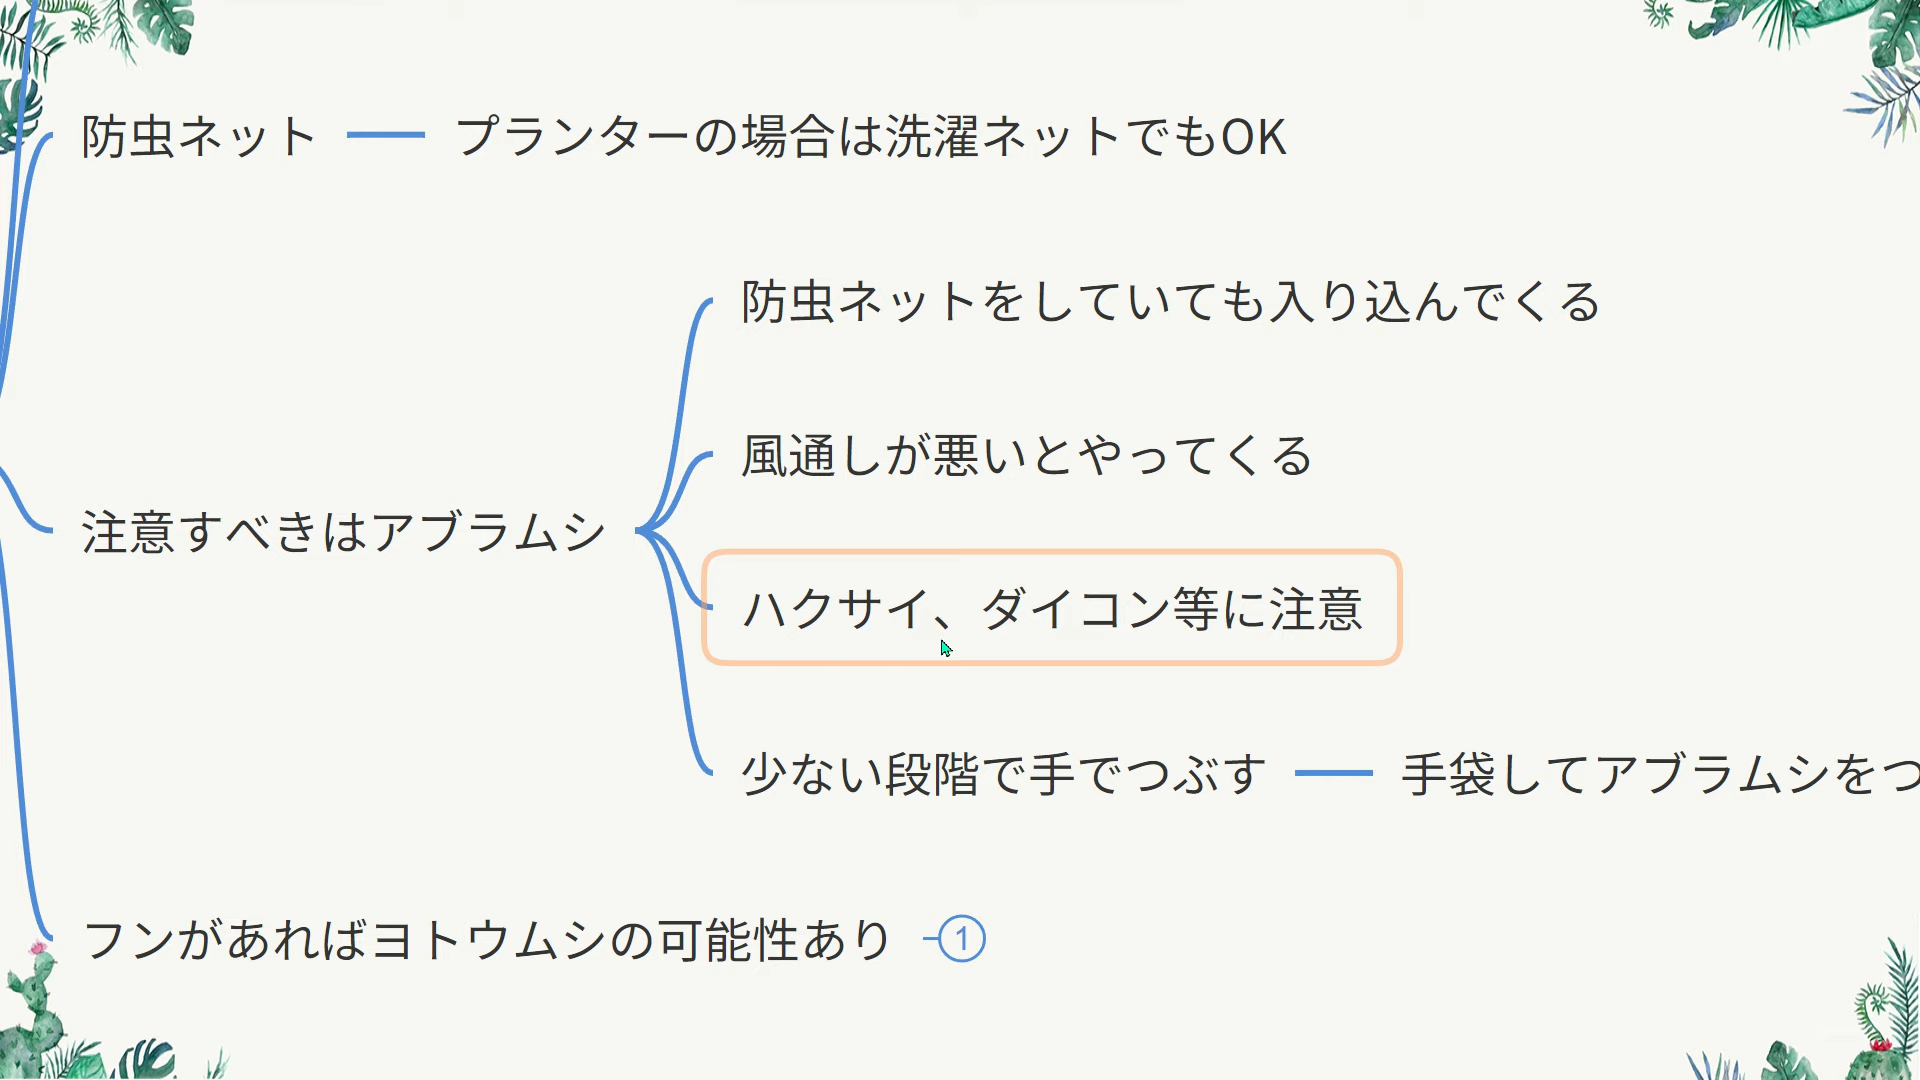 防虫ネット
プランターの場合は洗濯ネットでもOK
防虫ネットをしていても入り込んでくる
風通しが悪いとやってくる
注意すべきはアブラムシ
ハクサイ、ダイコン等に注意
少ない段階で手でつぶす
手袋してアブラムシをつ
フンがあればヨトウムシの可能性あり
1